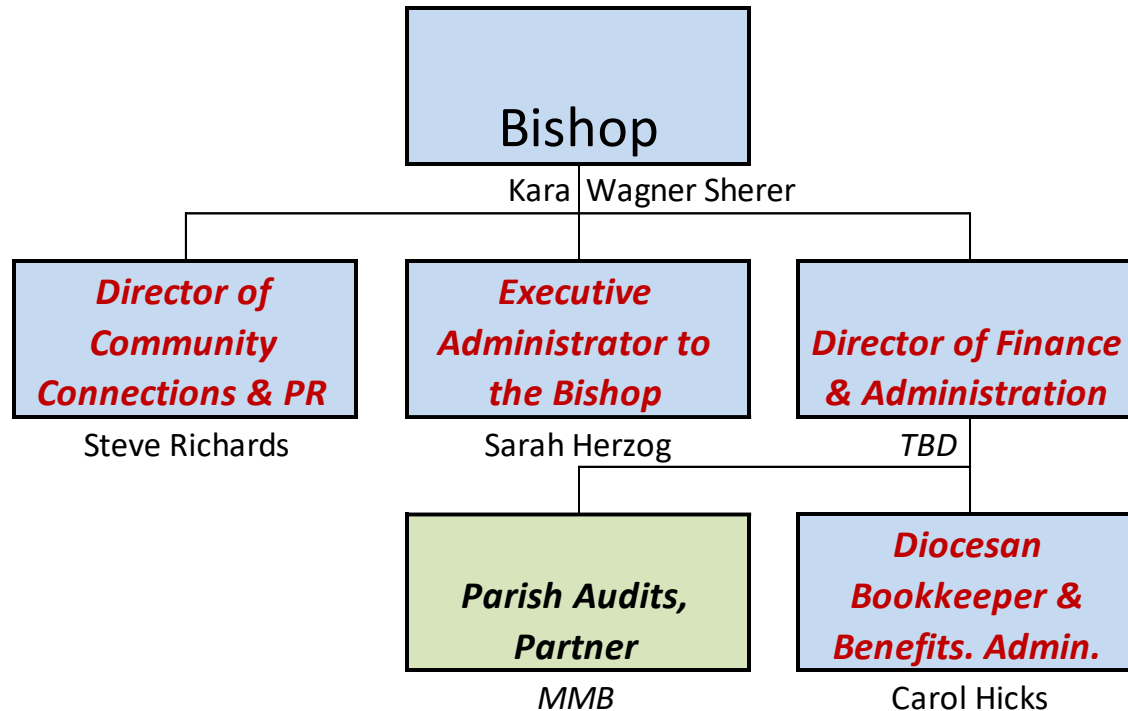 Bishop
Kara Wagner Sherer
Director of
Community
Connections & PR
Steve Richards
Executive
Administrator to
the Bishop
Sarah Herzog
Director of Finance
& Administration
TBD
Parish Audits,
Partner
MMB
Diocesan
Bookkeeper &
Benefits. Admin.
Carol Hicks